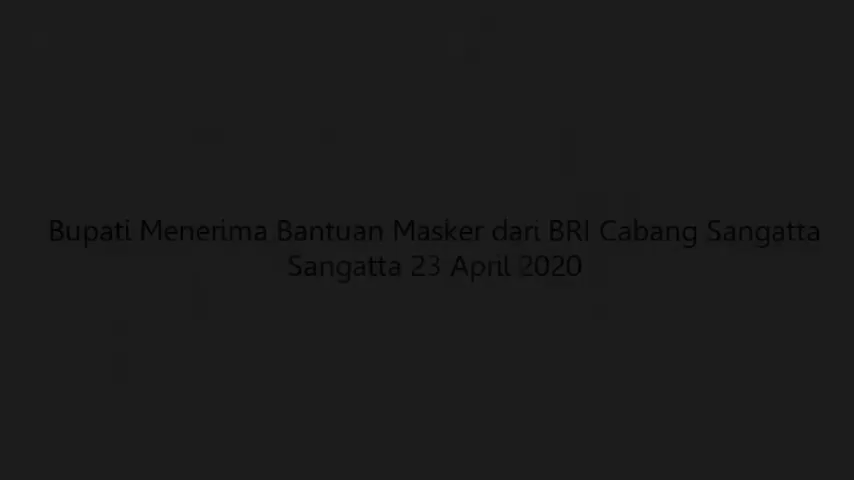 Bupati Menerima Bantuan Masker dari BRI Cabang Sangatta
Sangatta 23 April 2020